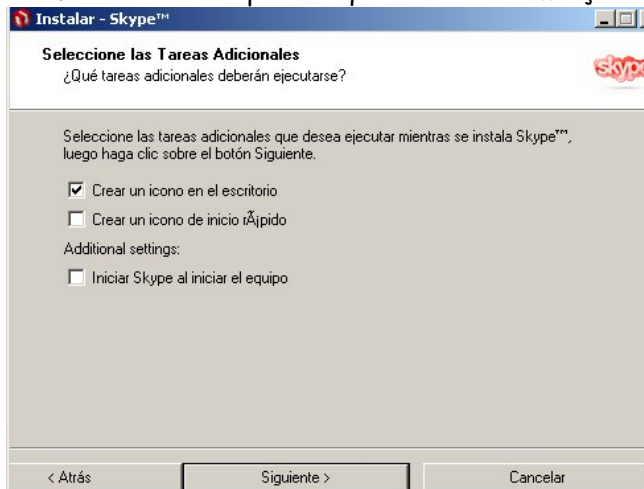 Instalar - Skype™
Seleccione las Tareas Adicionales
¿Qué tareas adicionales deberán ejecutarse?
skype
Seleccione las tareas adicionales que desea ejecutar mientras se instala Skype™,
luego haga clic sobre el botón Siguiente.
Crear un icono en el escritorio
Crear un icono de inicio rÃ¡pido
Additional settings:
Iniciar Skype al iniciar el equipo
< Atrás
Siguiente >
Cancelar